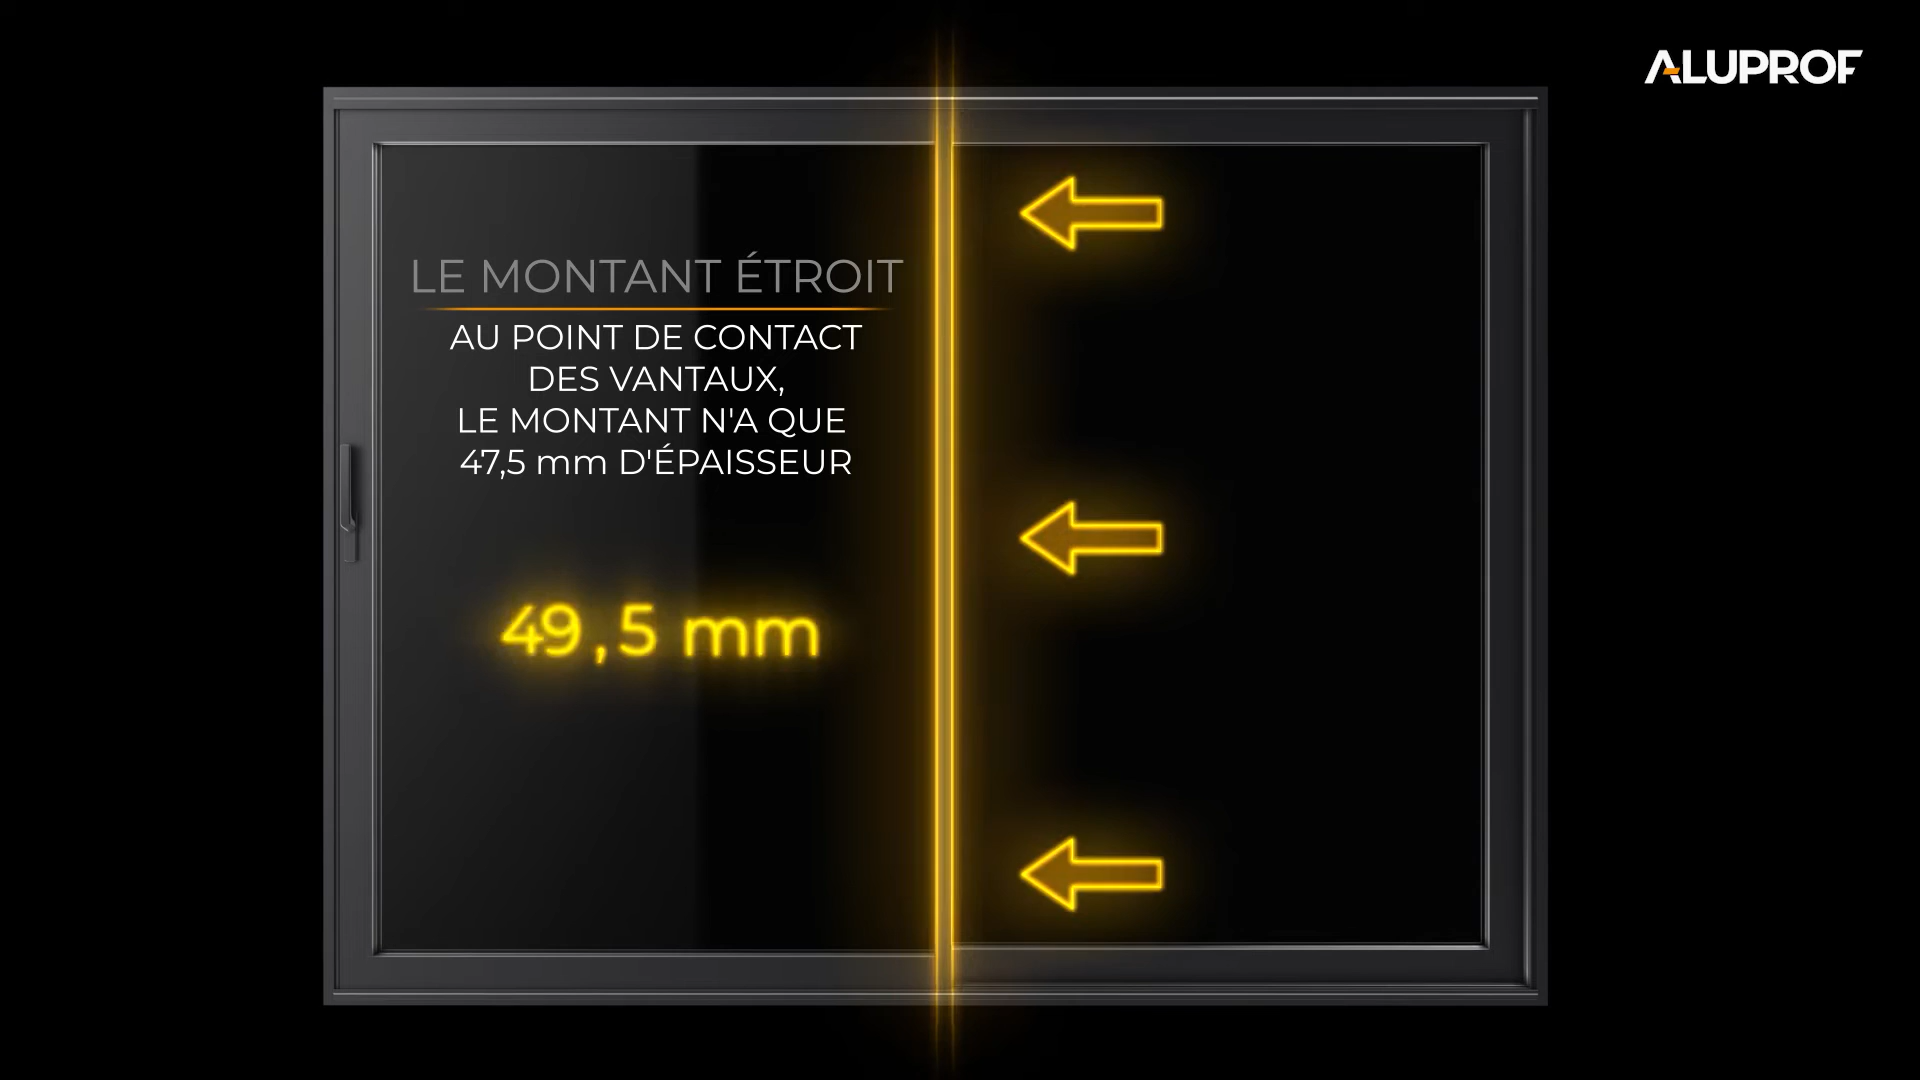 ALUPROF
LE MONTANT ÉTROIT
AU POINT DE CONTACT
DES VANTAUX,
LE MONTANT N'A QUE
47,5 mm D'ÉPAISSEUR
49,5 mm